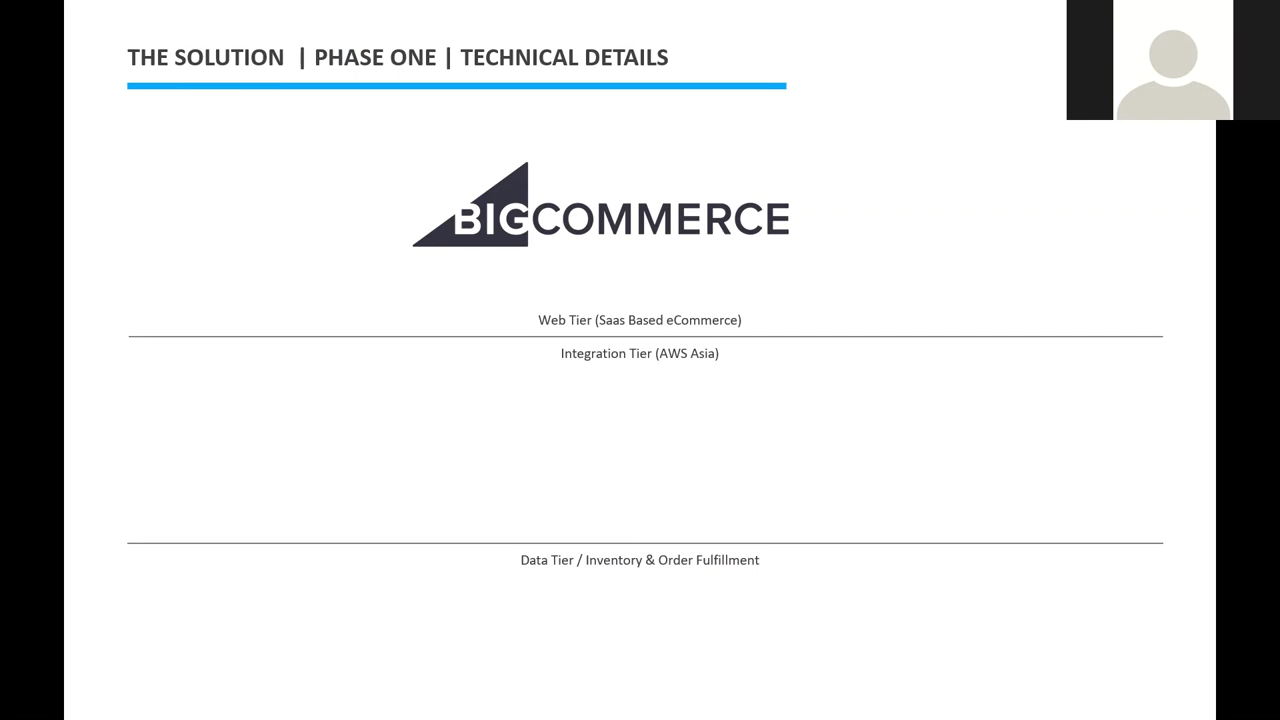 THE SOLUTION | PHASE ONE | TECHNICAL DETAILS
BIGCOMMERCE
Web Tier (Saas Based eCommerce)
Integration Tier (AWS Asia)
Data Tier / Inventory & Order Fulfillment